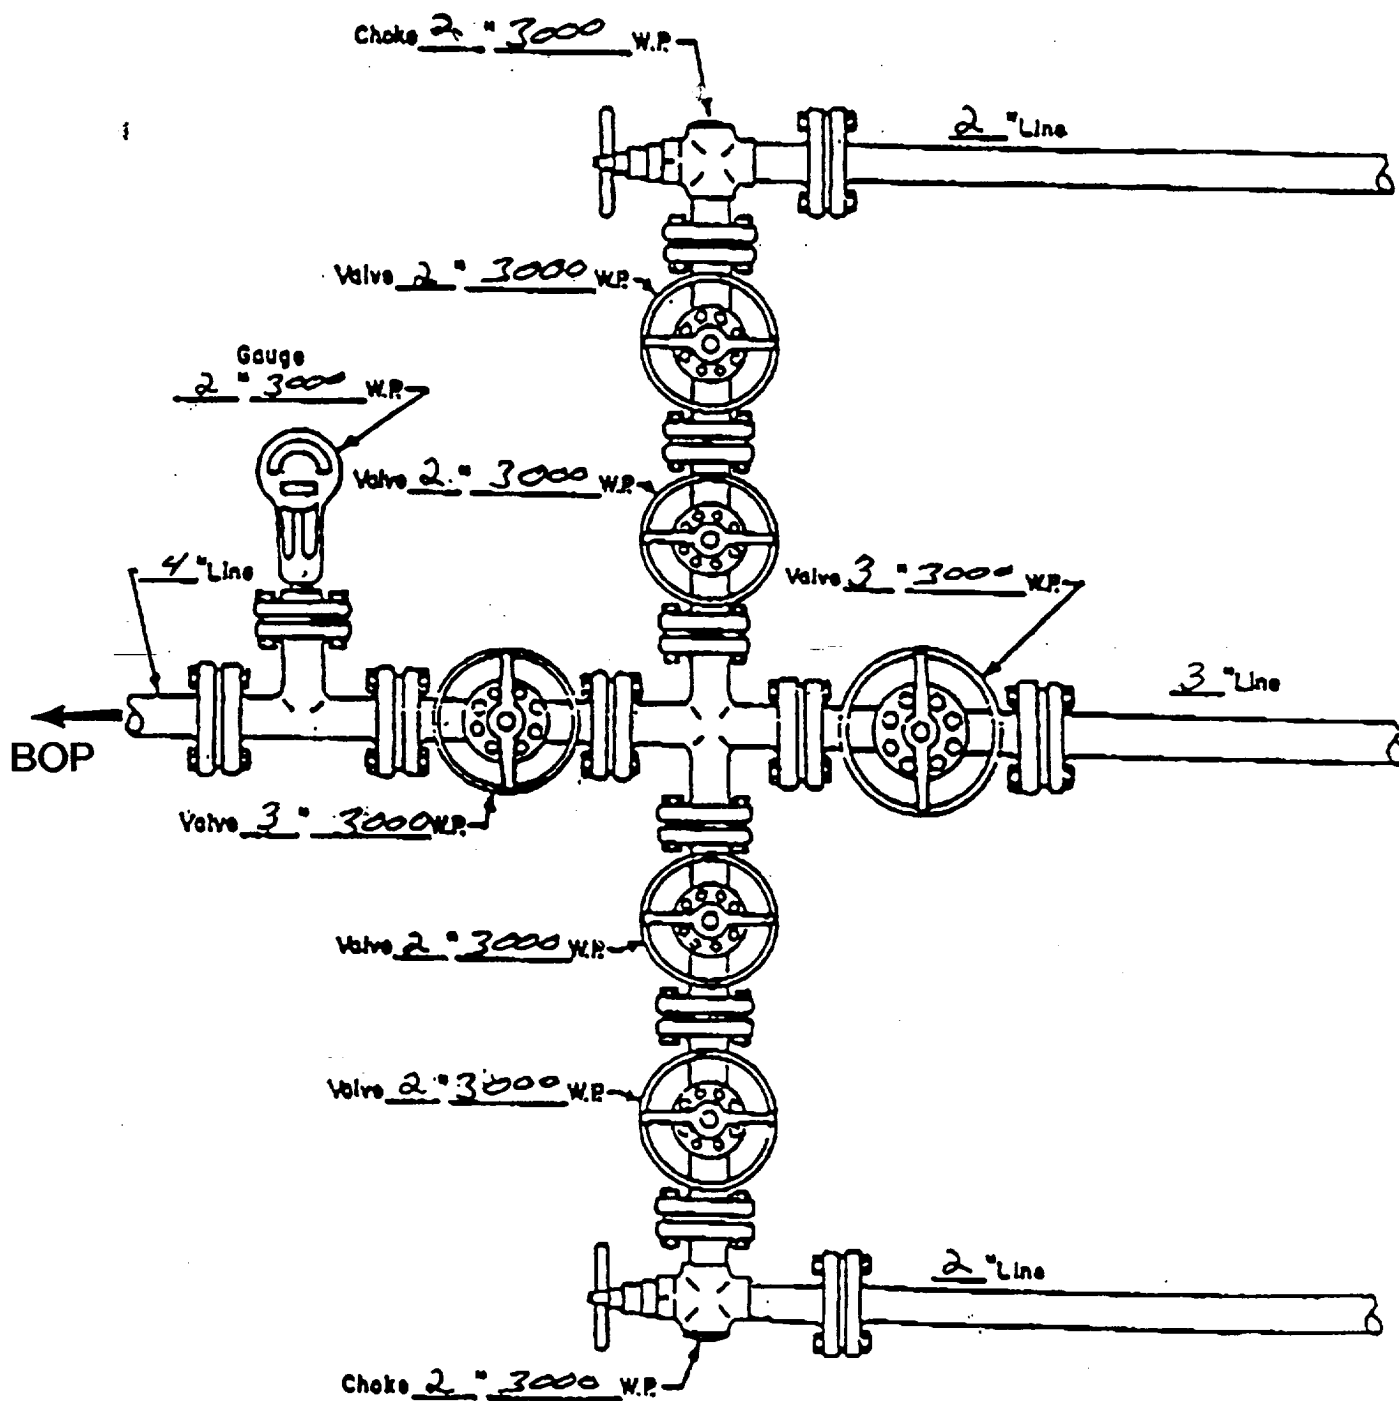 Choke 2 " 3000 W.P.
2 "Line
Valve 2 " 3000 W.P.
Gauge
2 " 3000 W.P.
Valve 2 " 3000 W.P.
4 "Line
Valve 3 " 3000 W.P.
3 "Line
BOP
Valve 3 " 3000 W.P.
Valve 2 " 3000 W.P.
Valve 2 " 3000 W.P.
2 "Line
Choke 2 " 3000 W.P.